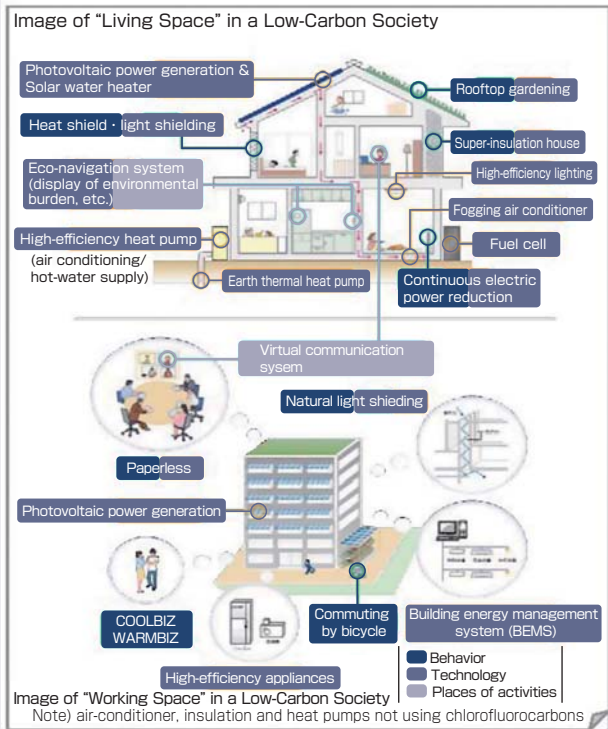 Image of “Living Space” in a Low-Carbon Society
Photovoltaic power generation &
Solar water heater
Rooftop gardening
Heat shield・light shielding
Super-insulation house
Eco-navigation system
(display of environmental
burden, etc.)
High-efficiency lighting
Fogging air conditioner
High-efficiency heat pump
(air conditioning/
hot-water supply)
Fuel cell
Earth thermal heat pump
Continuous electric
power reduction
Virtual communication
sysem
Natural light shieding
Paperless
Photovoltaic power generation
COOLBIZ
WARMBIZ
Commuting
by bicycle
Building energy management
system (BEMS)
High-efficiency appliances
Behavior
Technology
Places of activities
Image of “Working Space” in a Low-Carbon Society
Note) air-conditioner, insulation and heat pumps not using chlorofluorocarbons